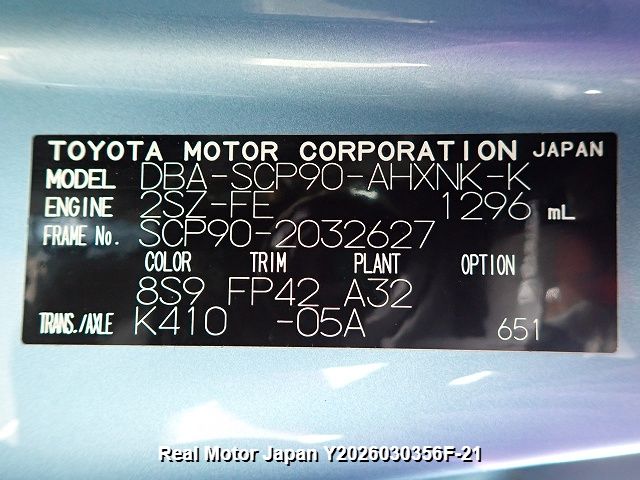 TOYOTA MOTOR CORPORATION JAPAN
MODEL DBA-SCP90-AHXNK-K
ENGINE 2SZ-FE 1296 mL
FRAME No. SCP90-2032627
COLOR TRIM PLANT OPTION
8S9 FP42 A32
TRANS./AXLE K410 -05A 651
Real Motor Japan Y2026030356F-21